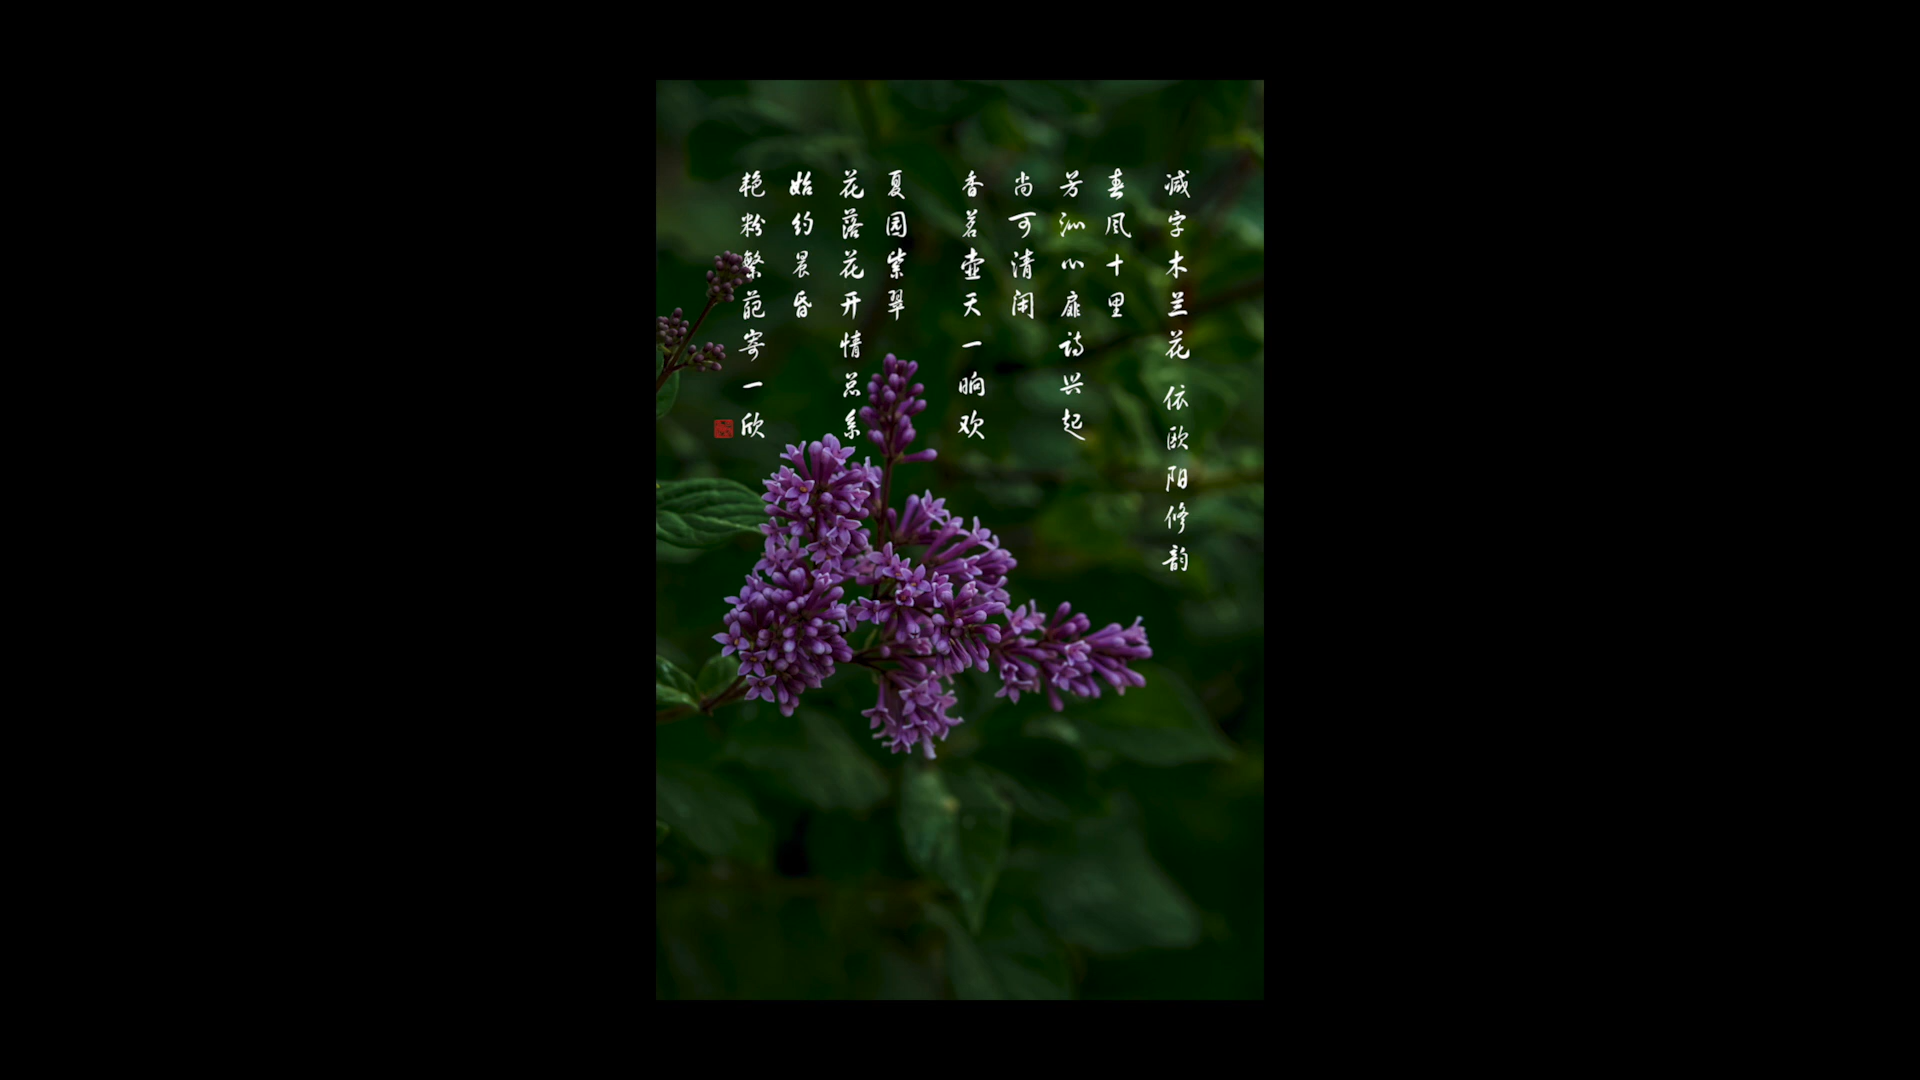 减字木兰花 依欧阳修韵
春风十里
芳沁心扉诗兴起
尚可清闲
香茗壶天一晌欢
夏园紫翠
花落花开情总系
始约晨昏
艳粉繁葩寄一欣